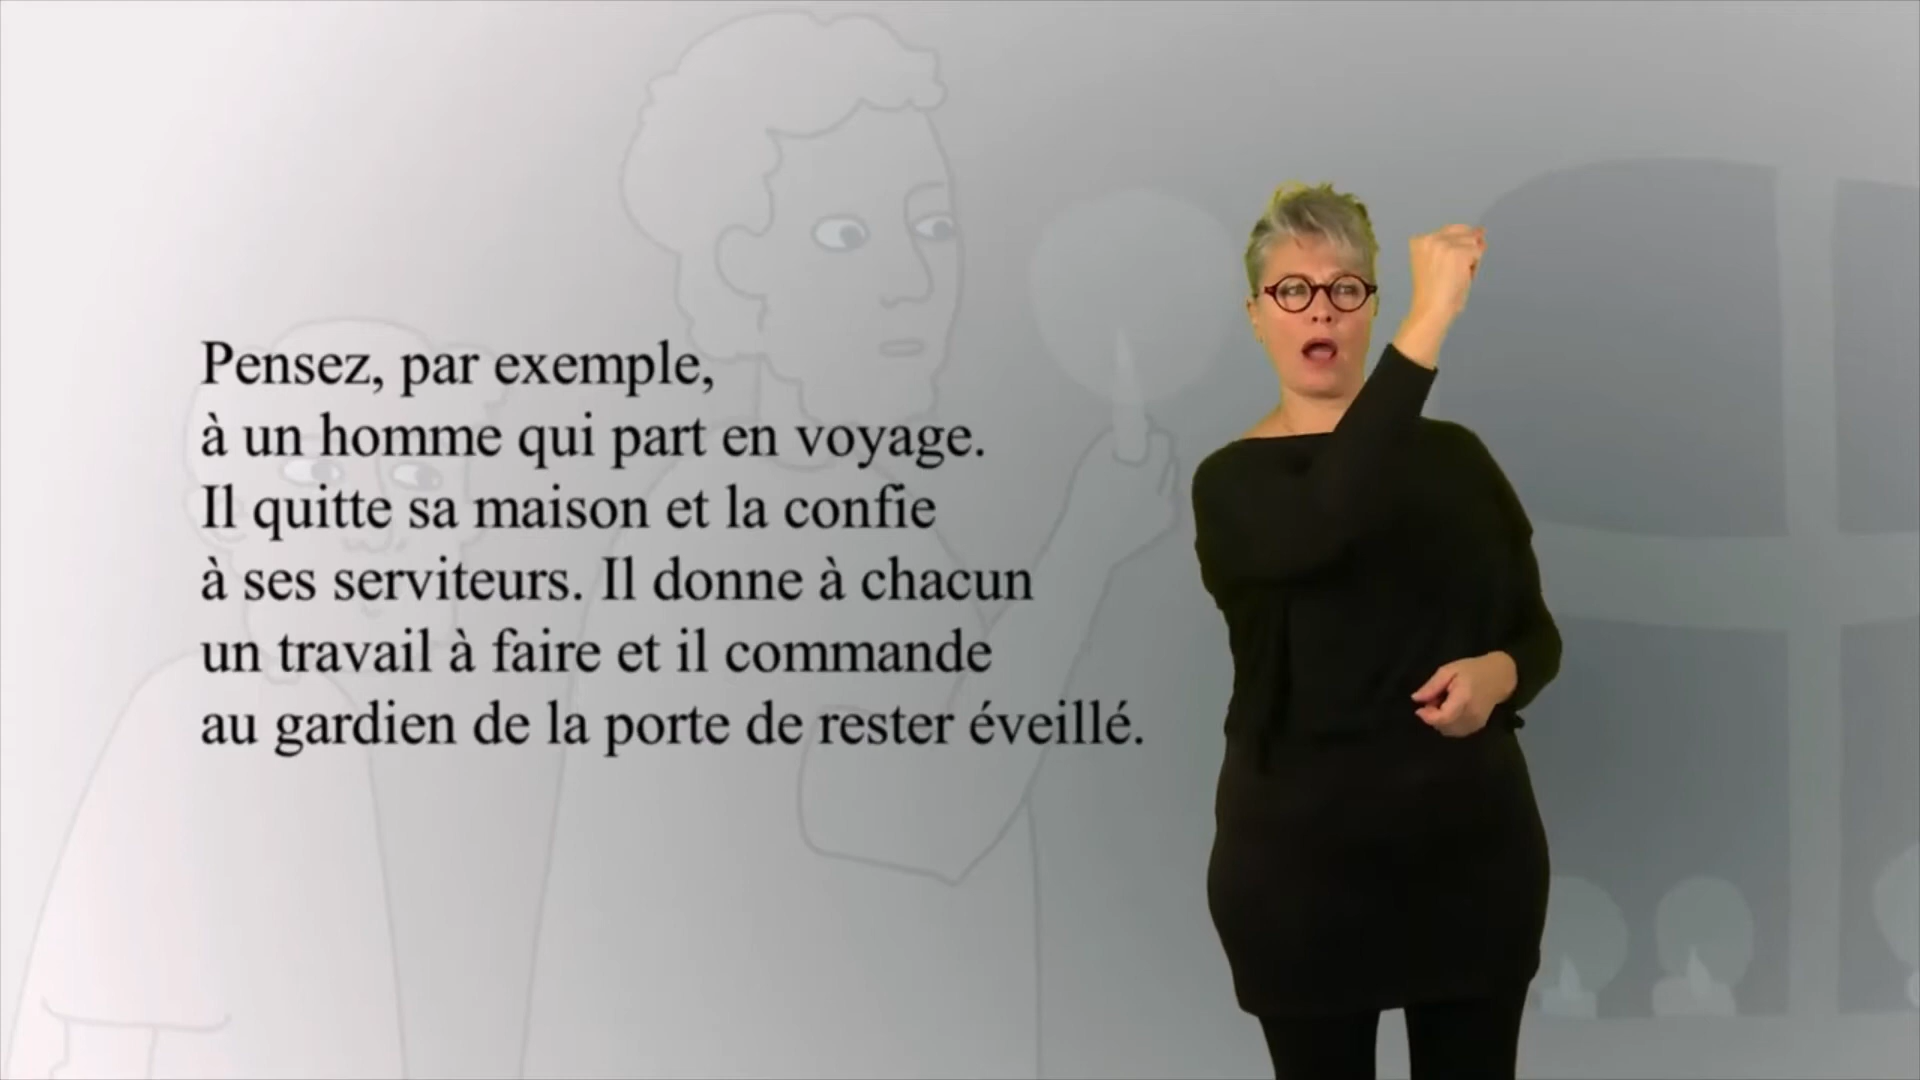 Pensez, par exemple,
à un homme qui part en voyage.
Il quitte sa maison et la confie
à ses serviteurs. Il donne à chacun
un travail à faire et il commande
au gardien de la porte de rester éveillé.